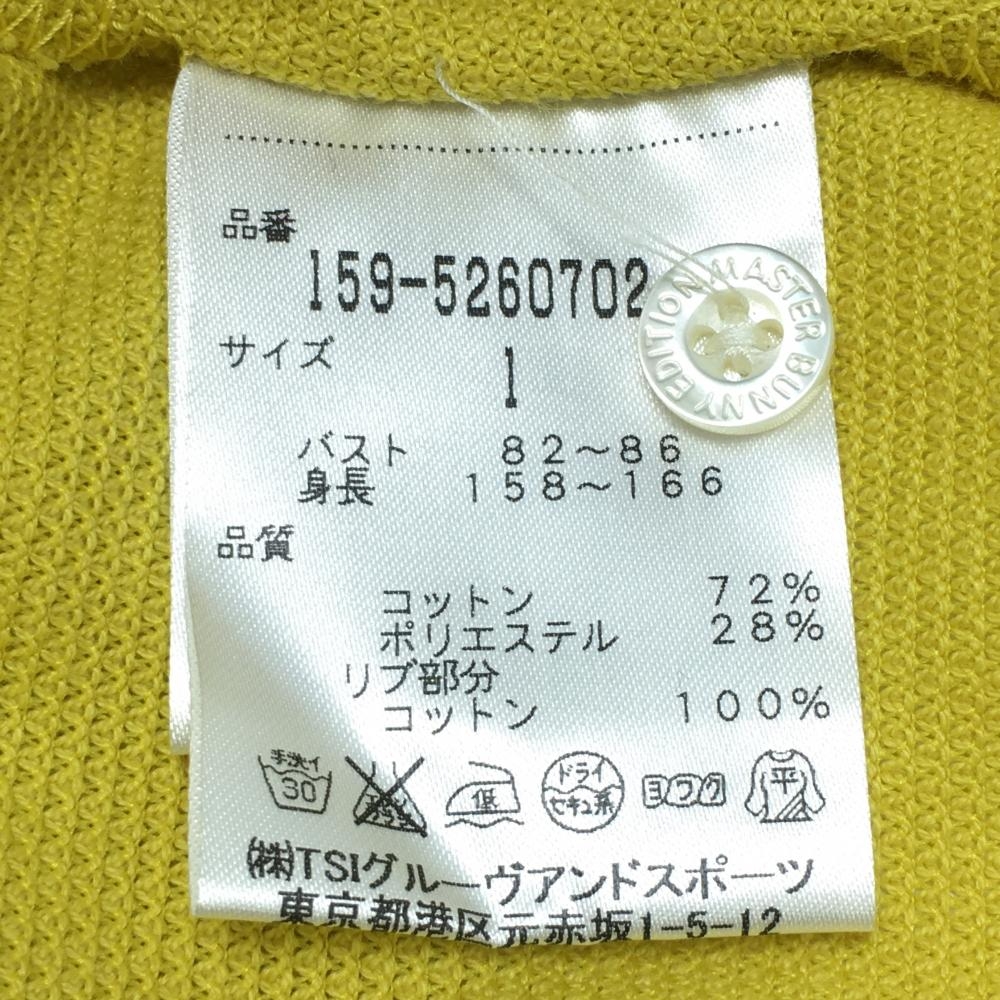 品番
159-5260702
MASTER BUNNY EDITION
サイズ
1
バスト 82～86
身長 158～166
品質
コットン 72%
ポリエステル 28%
リブ部分
コットン 100%
手洗イ
30
低
ドライ
セキユ系
ヨワク
平
㈱TSIグルーヴアンドスポーツ
東京都港区元赤坂1-5-12